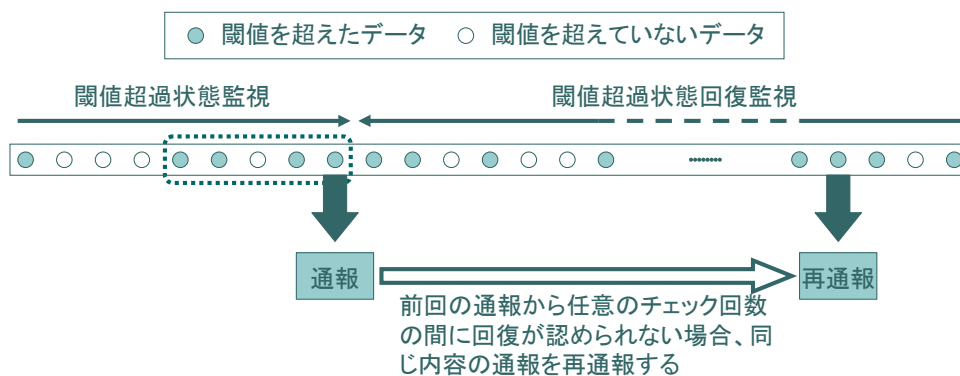 閾値を超えたデータ 閾値を超えていないデータ
閾値超過状態監視 閾値超過状態回復監視
通報 再通報
前回の通報から任意のチェック回数
の間に回復が認められない場合、同
じ内容の通報を再通報する